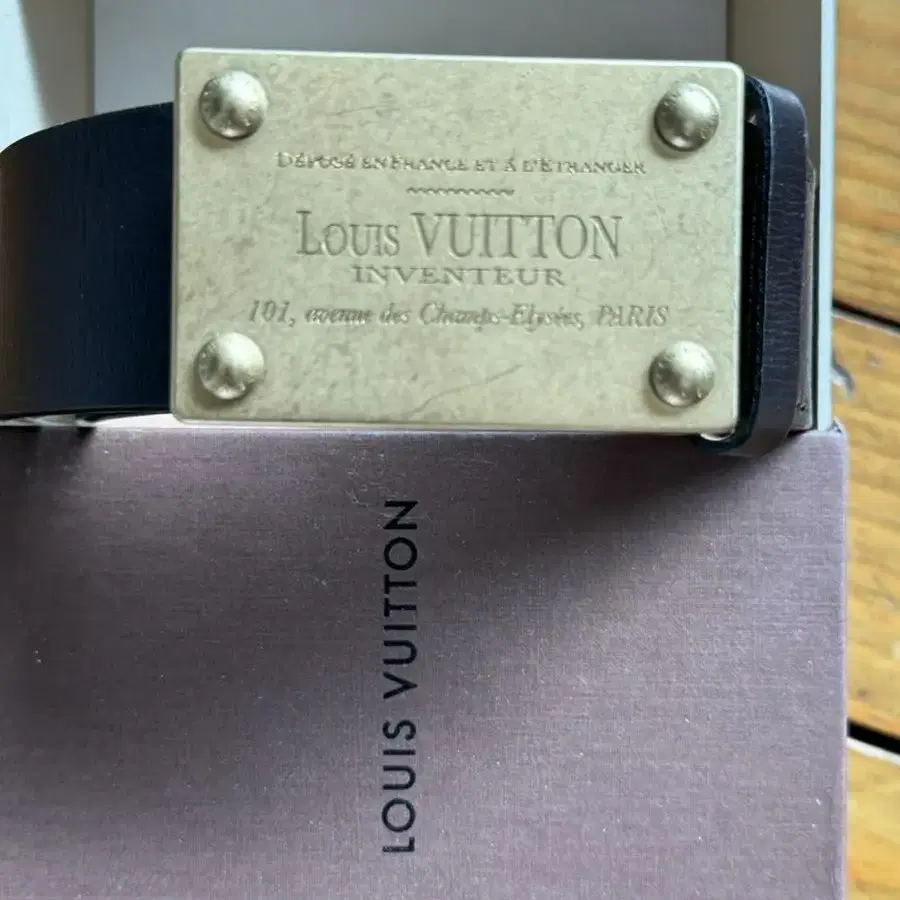 DÉPOSÉ EN FRANCE ET À L'ÉTRANGER
LOUIS VUITTON
INVENTEUR
101, avenue des Champs-Elysées, PARIS
LOUIS VUITTON